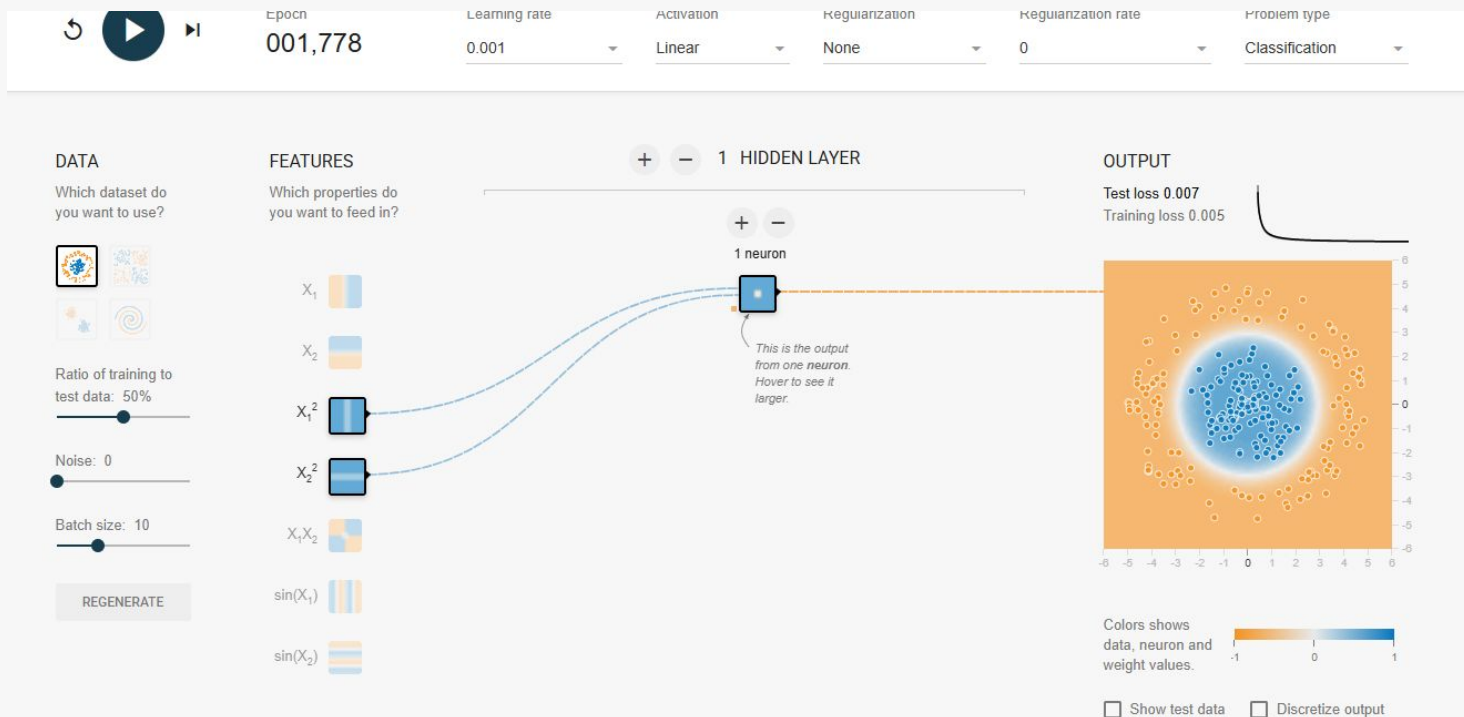 Epoch
Learning rate
Activation
Regularization
Regularization rate
Problem type
001,778
0.001
Linear
None
0
Classification
DATA
Which dataset do
you want to use?
Ratio of training to
test data: 50%
Noise: 0
Batch size: 10
REGENERATE
FEATURES
Which properties do
you want to feed in?
X₁
X₂
X₁²
X₂²
X₁X₂
sin(X₁)
sin(X₂)
1 HIDDEN LAYER
1 neuron
This is the output
from one neuron.
Hover to see it
larger.
OUTPUT
Test loss 0.007
Training loss 0.005
6
5
4
3
2
1
0
-1
-2
-3
-4
-5
-6
-6 -5 -4 -3 -2 -1 0 1 2 3 4 5 6
Colors shows
data, neuron and
weight values.
-1 0 1
Show test data
Discretize output